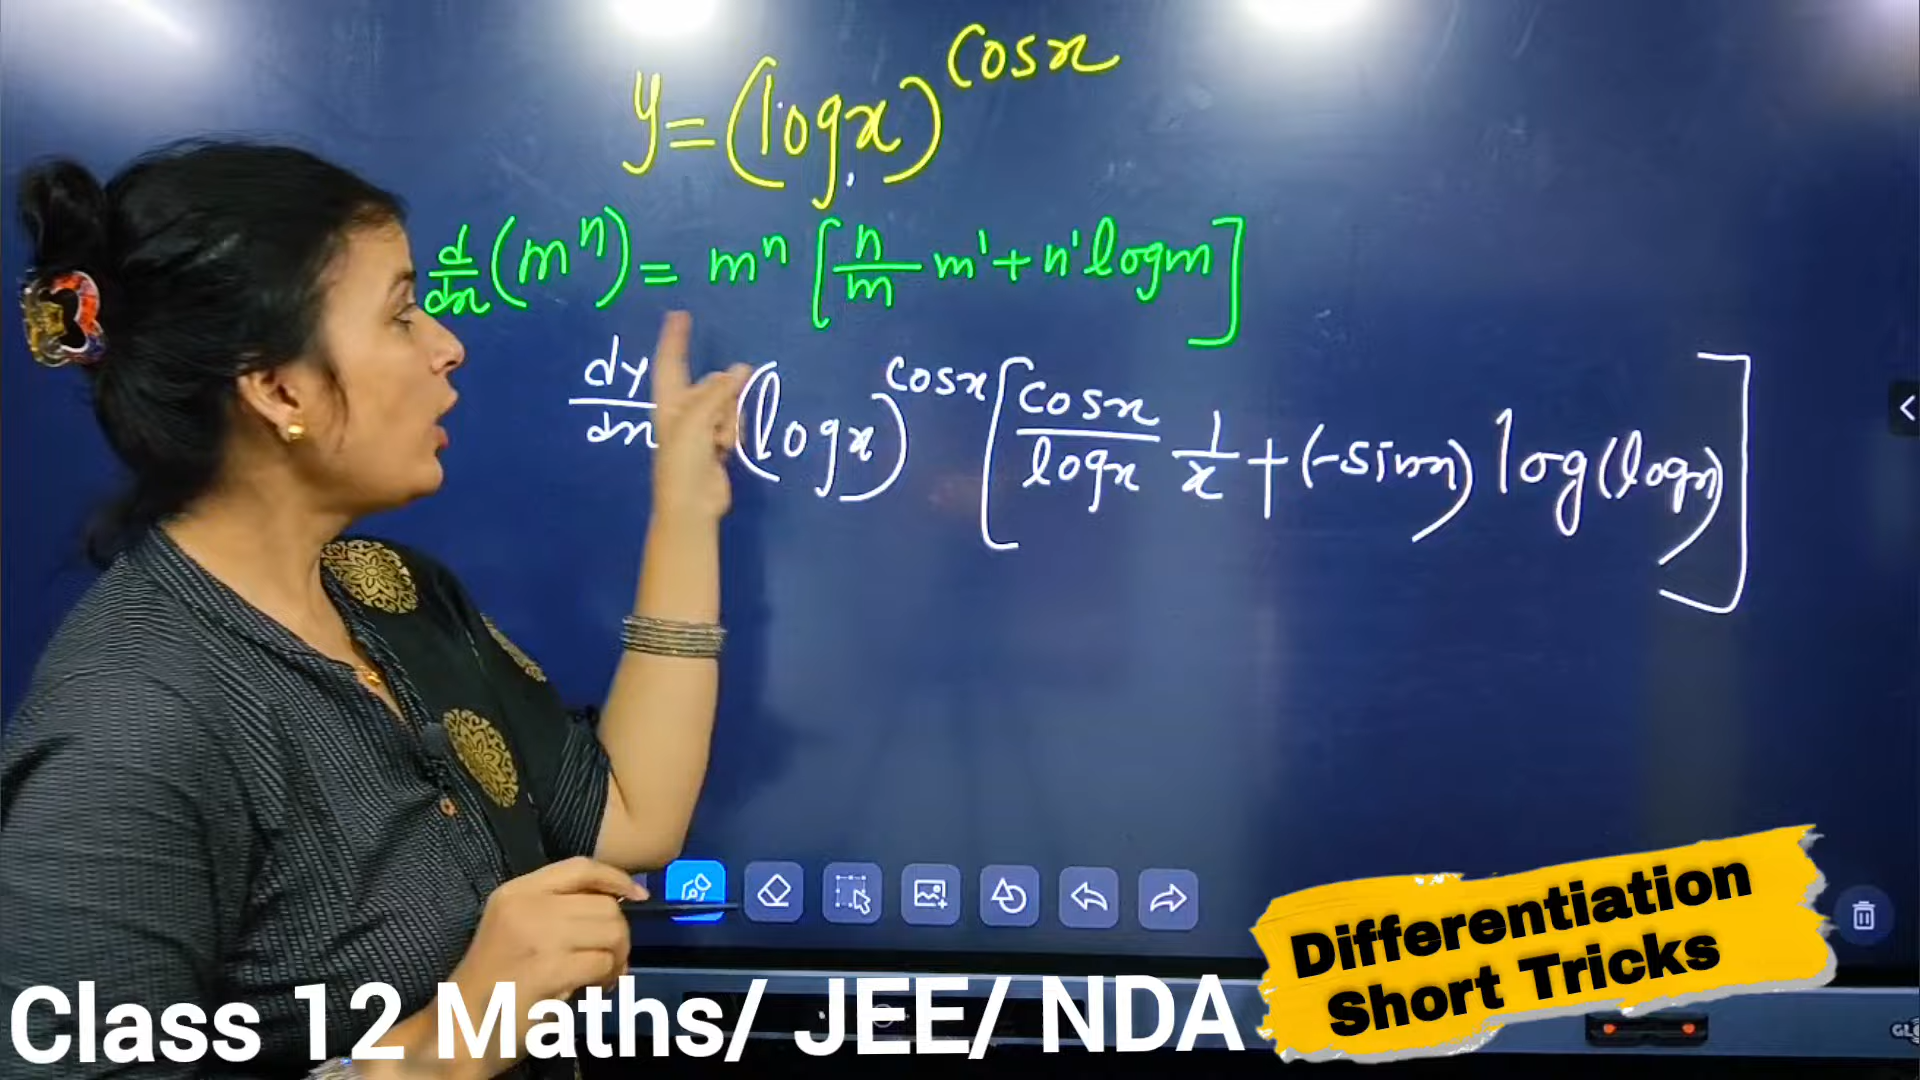 y=(logx)^cosx
d/dx (m^n) = m^n [n/m m' + n' log m]
dy/dx (logx)^cosx [cosx/logx 1/x + (-sinx) log(logx)]
Differentiation
Short Tricks
Class 12 Maths/ JEE/ NDA